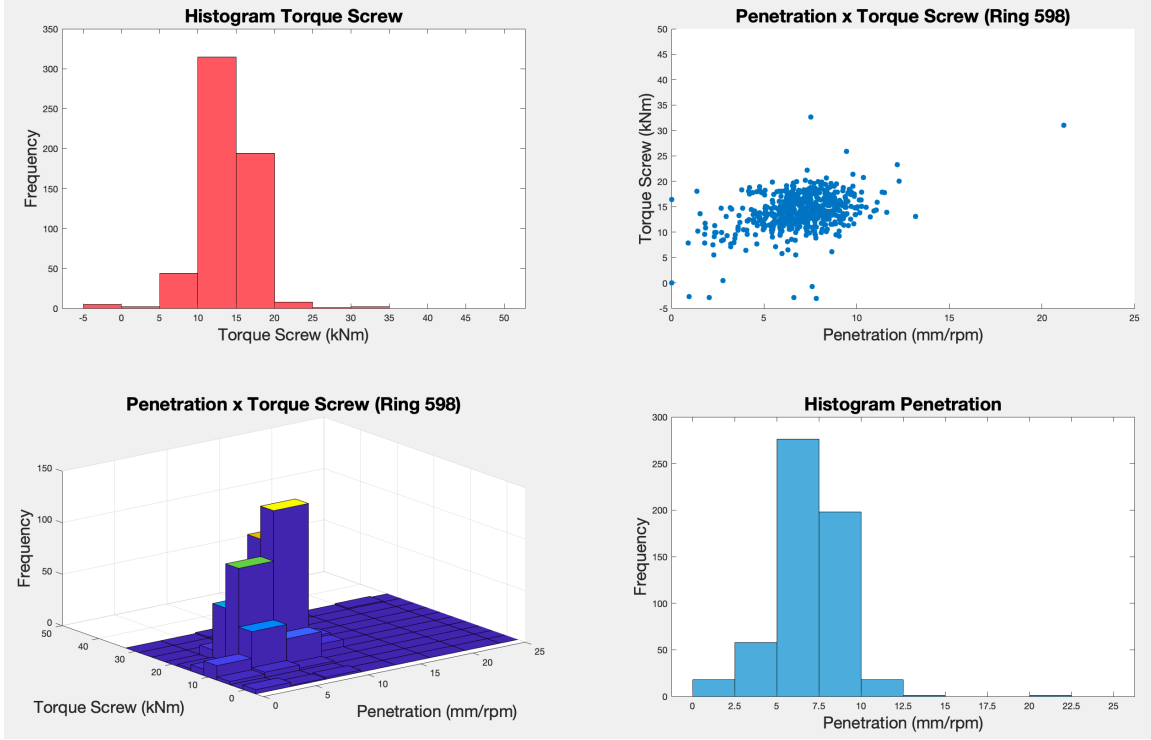 Histogram Torque Screw
350
300
250
200
150
100
50
0
-5 0 5 10 15 20 25 30 35 40 45 50
Frequency
Torque Screw (kNm)
Penetration x Torque Screw (Ring 598)
50
45
40
35
30
25
20
15
10
5
0
-5
0 5 10 15 20 25
Torque Screw (kNm)
Penetration (mm/rpm)
Penetration x Torque Screw (Ring 598)
150
100
50
0
50
40
30
20
10
0
0
5
10
15
20
25
Frequency
Torque Screw (kNm)
Penetration (mm/rpm)
Histogram Penetration
300
250
200
150
100
50
0
0 2.5 5 7.5 10 12.5 15 17.5 20 22.5 25
Frequency
Penetration (mm/rpm)